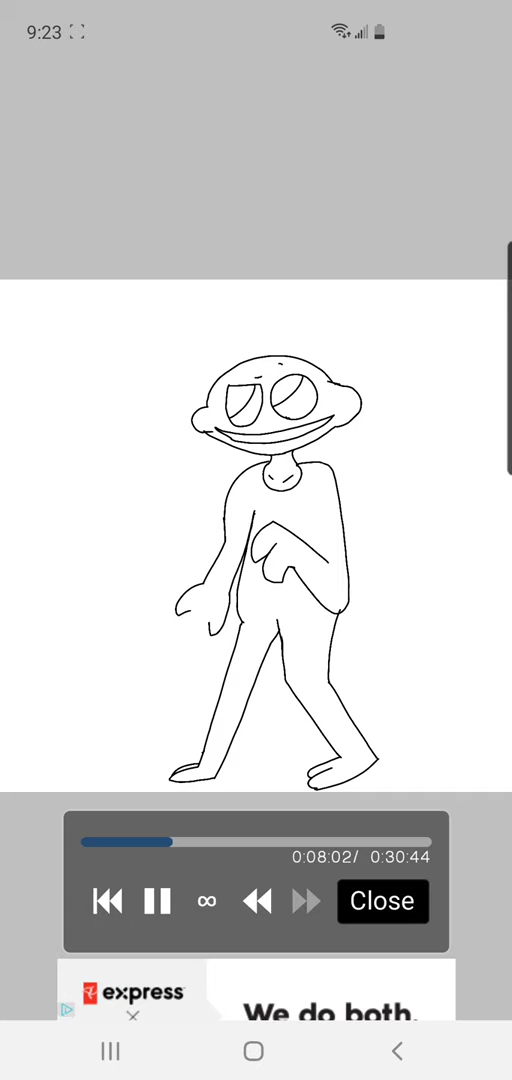 9:23
0:08:02/ 0:30:44
∞
Close
express
We do both.